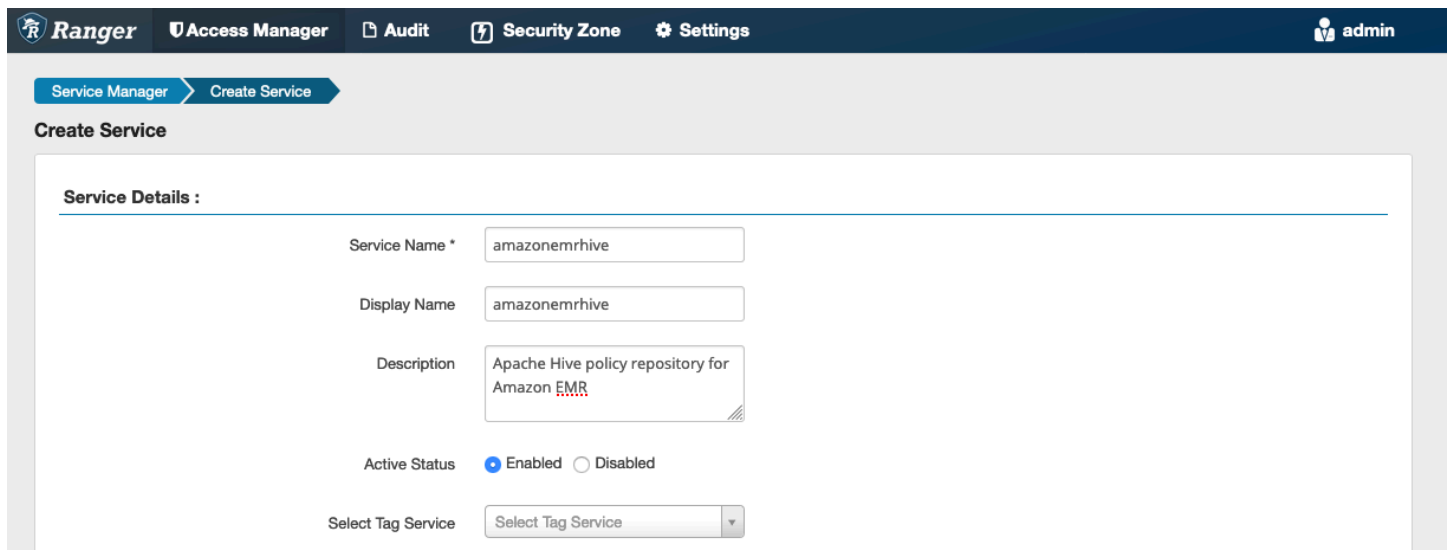 Ranger Access Manager Audit Security Zone Settings admin
Service Manager Create Service
Create Service
Service Details :
Service Name * amazonemrhive
Display Name amazonemrhive
Description Apache Hive policy repository for
Amazon EMR
Active Status Enabled Disabled
Select Tag Service Select Tag Service